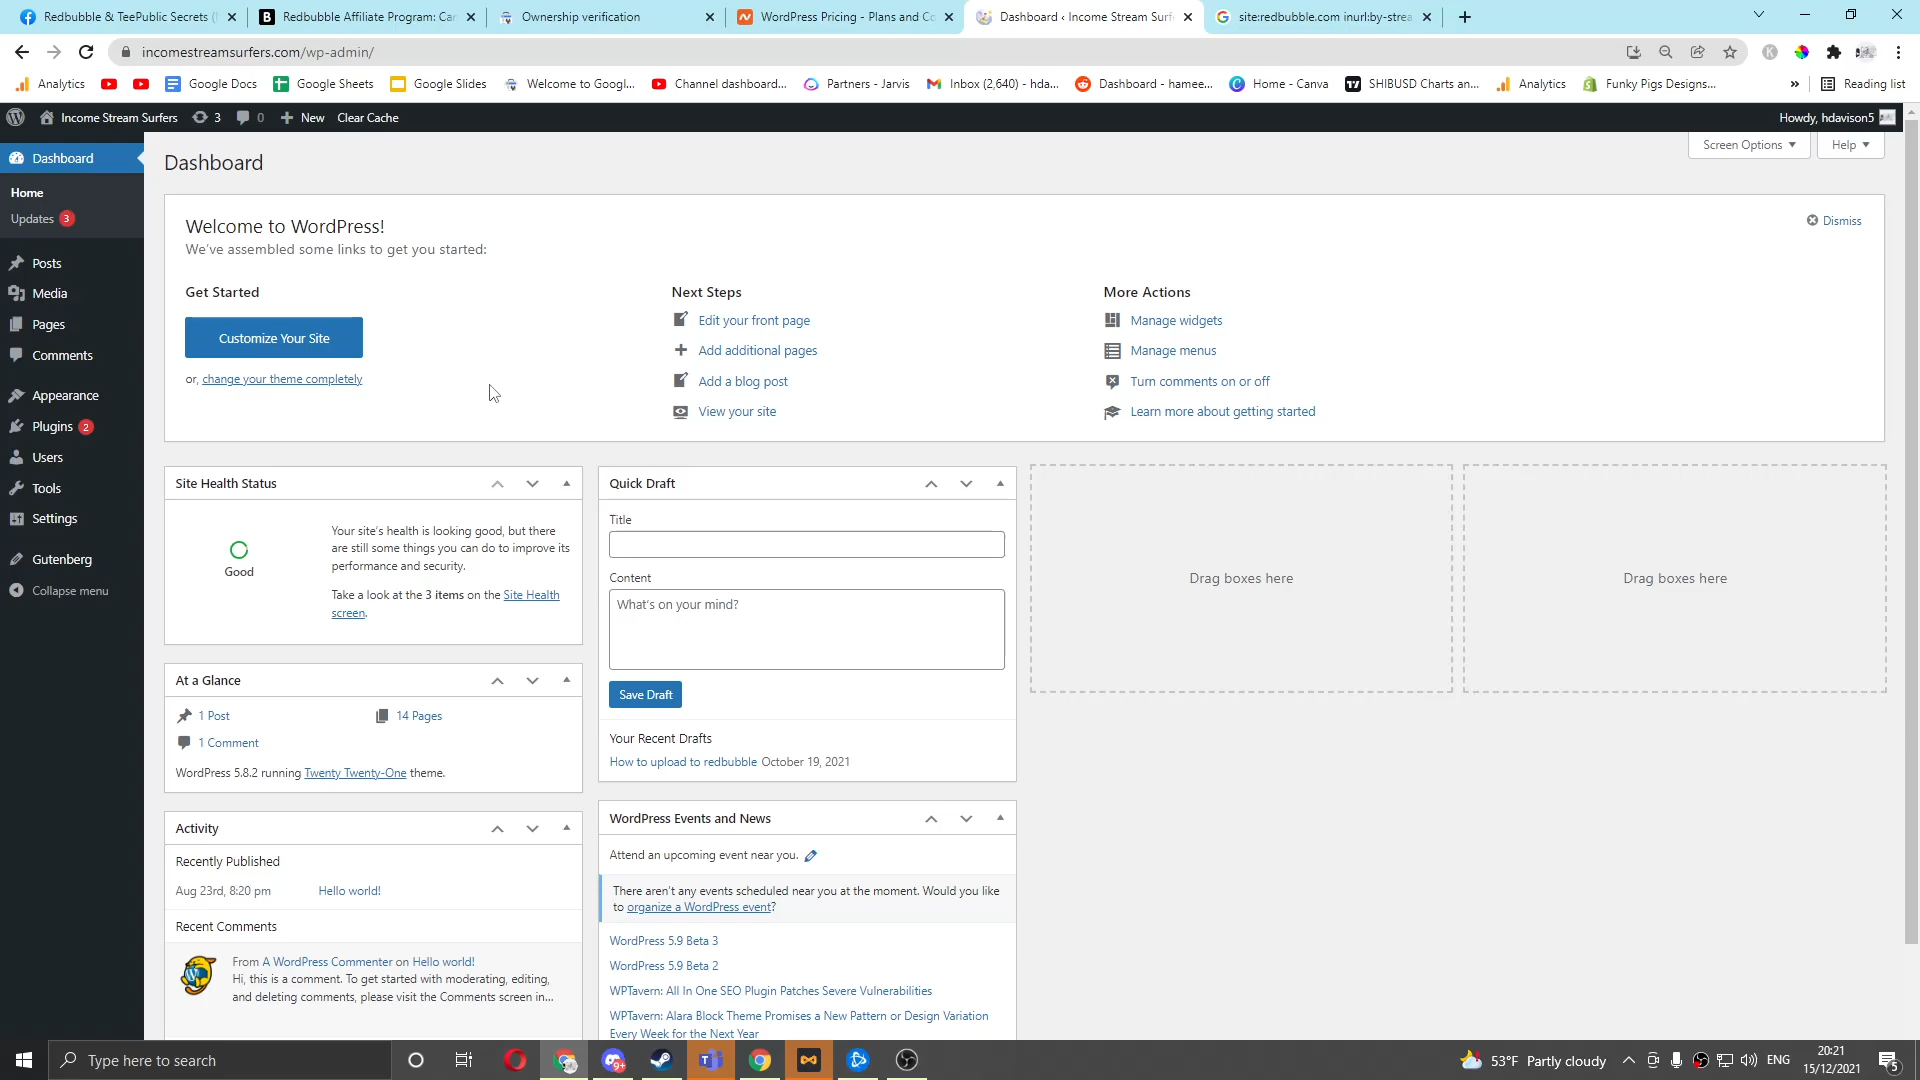 Redbubble & TeePublic Secrets (
Redbubble Affiliate Program: Car
Ownership verification
WordPress Pricing - Plans and Co
Dashboard ‹ Income Stream Surf
site:redbubble.com inurl:by-strea
incomestreamsurfers.com/wp-admin/
Analytics
Google Docs
Google Sheets
Google Slides
Welcome to Googl...
Channel dashboard...
Partners - Jarvis
Inbox (2,640) - hda...
Dashboard - hamee...
Home - Canva
SHIBUSD Charts an...
Analytics
Funky Pigs Designs...
»
Reading list
Income Stream Surfers
3
0
New
Clear Cache
Howdy, hdavison5
Dashboard
Home
Updates 3
Posts
Media
Pages
Comments
Appearance
Plugins 2
Users
Tools
Settings
Gutenberg
Collapse menu
Dashboard
Screen Options
Help
Welcome to WordPress!
We've assembled some links to get you started:
Dismiss
Get Started
Customize Your Site
or, change your theme completely
Next Steps
Edit your front page
Add additional pages
Add a blog post
View your site
More Actions
Manage widgets
Manage menus
Turn comments on or off
Learn more about getting started
Site Health Status
Good
Your site's health is looking good, but there
are still some things you can do to improve its
performance and security.
Take a look at the 3 items on the Site Health
screen.
At a Glance
1 Post
14 Pages
1 Comment
WordPress 5.8.2 running Twenty Twenty-One theme.
Activity
Recently Published
Aug 23rd, 8:20 pm
Hello world!
Recent Comments
From A WordPress Commenter on Hello world!
Hi, this is a comment. To get started with moderating, editing,
and deleting comments, please visit the Comments screen in...
Quick Draft
Title
Content
What's on your mind?
Save Draft
Your Recent Drafts
How to upload to redbubble October 19, 2021
WordPress Events and News
Attend an upcoming event near you.
There aren't any events scheduled near you at the moment. Would you like
to organize a WordPress event?
WordPress 5.9 Beta 3
WordPress 5.9 Beta 2
WPTavern: All In One SEO Plugin Patches Severe Vulnerabilities
WPTavern: Alara Block Theme Promises a New Pattern or Design Variation
Every Week for the Next Year
Drag boxes here
Drag boxes here
Type here to search
9+
53°F Partly cloudy
ENG
20:21
15/12/2021
5